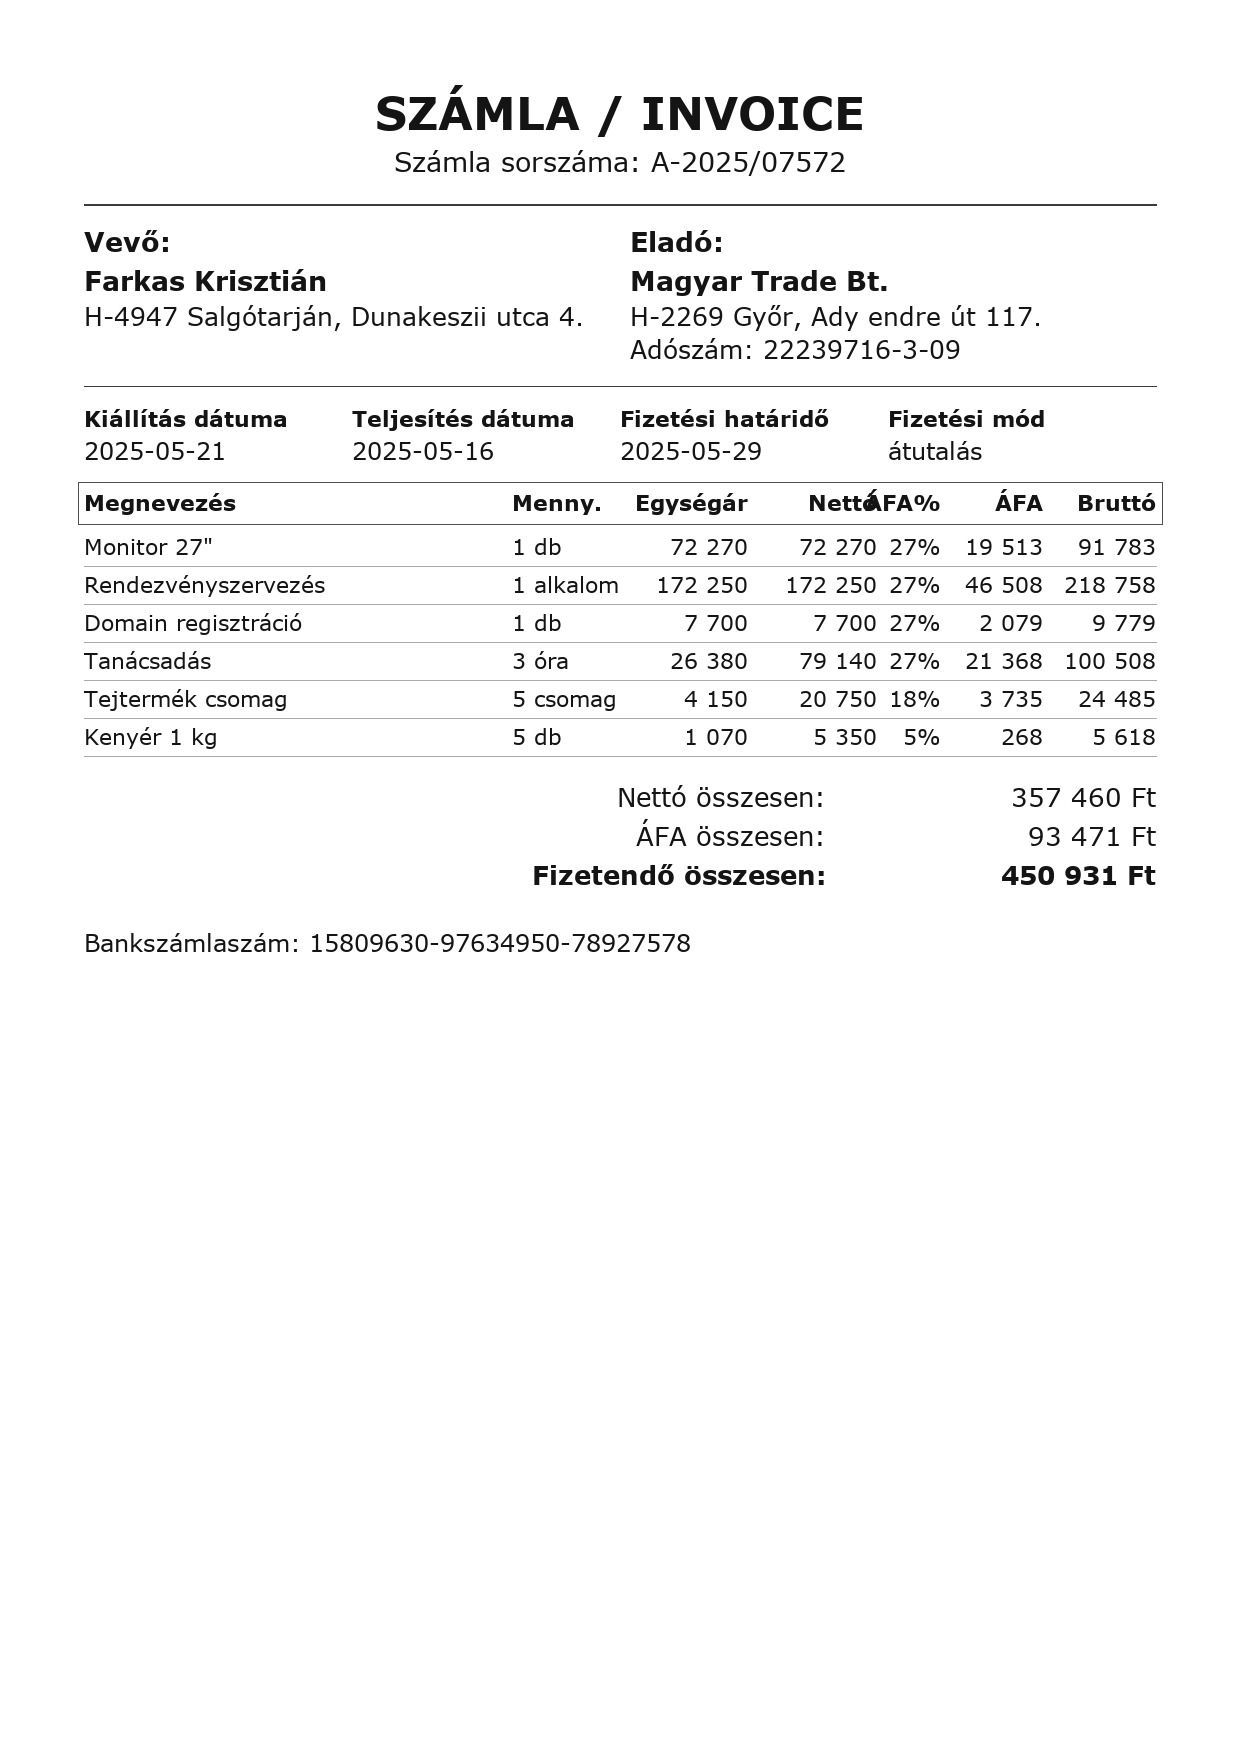 SZÁMLA / INVOICE
Számla sorszáma: A-2025/07572
Vevő:
Farkas Krisztián
H-4947 Salgótarján, Dunakeszii utca 4.
Eladó:
Magyar Trade Bt.
H-2269 Győr, Ady endre út 117.
Adószám: 22239716-3-09
Kiállítás dátuma Teljesítés dátuma Fizetési határidő Fizetési mód
2025-05-21 2025-05-16 2025-05-29 átutalás
Megnevezés Menny. Egységár Nettó ÁFA% ÁFA Bruttó
Monitor 27" 1 db 72 270 72 270 27% 19 513 91 783
Rendezvényszervezés 1 alkalom 172 250 172 250 27% 46 508 218 758
Domain regisztráció 1 db 7 700 7 700 27% 2 079 9 779
Tanácsadás 3 óra 26 380 79 140 27% 21 368 100 508
Tejtermék csomag 5 csomag 4 150 20 750 18% 3 735 24 485
Kenyér 1 kg 5 db 1 070 5 350 5% 268 5 618
Nettó összesen: 357 460 Ft
ÁFA összesen: 93 471 Ft
Fizetendő összesen: 450 931 Ft
Bankszámlaszám: 15809630-97634950-78927578